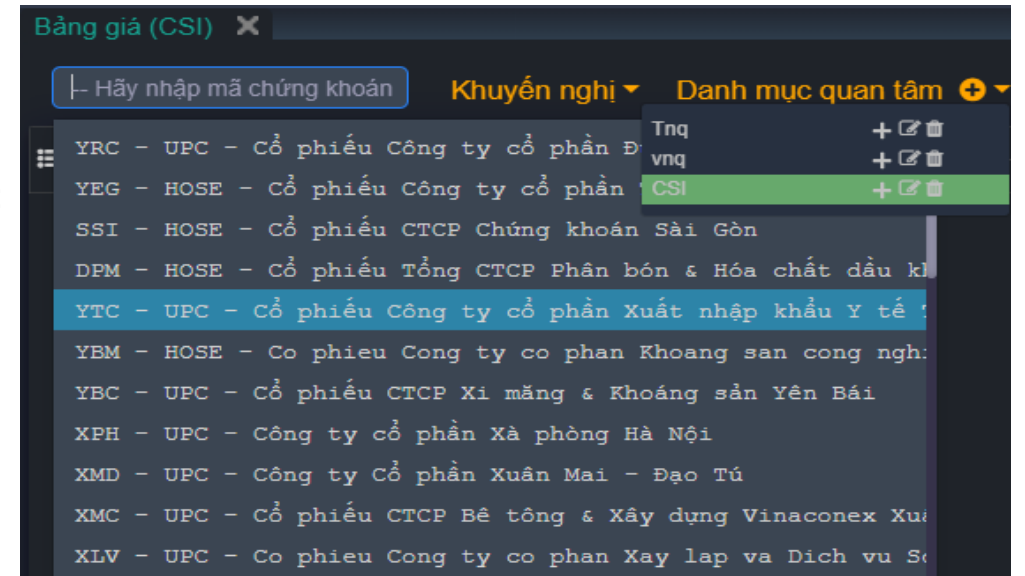 Bảng giá (CSI)
-- Hãy nhập mã chứng khoán
Khuyến nghị
Danh mục quan tâm
Tnq
vnq
CSI
YRC - UPC - Cổ phiếu Công ty cổ phần
YEG - HOSE - Cổ phiếu Công ty cổ phần
SSI - HOSE - Cổ phiếu CTCP Chứng khoán Sài Gòn
DPM - HOSE - Cổ phiếu Tổng CTCP Phân bón & Hóa chất dầu
YTC - UPC - Cổ phiếu Công ty cổ phần Xuất nhập khẩu Y tế
YBM - HOSE - Co phieu Cong ty co phan Khoang san cong
YBC - UPC - Cổ phiếu CTCP Xi măng & Khoáng sản Yên Bái
XPH - UPC - Công ty cổ phần Xà phòng Hà Nội
XMD - UPC - Công ty Cổ phần Xuân Mai - Đạo Tú
XMC - UPC - Cổ phiếu CTCP Bê tông & Xây dựng Vinaconex
XLV - UPC - Co phieu Cong ty co phan Xay lap va Dich vu